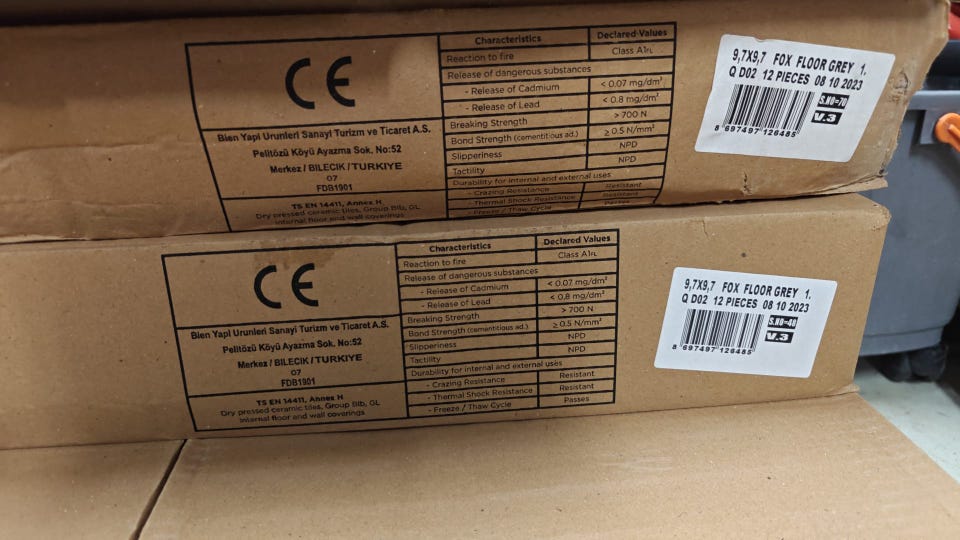 CE
Bien Yapi Urunleri Sanayi Turizm ve Ticaret A.S.
Pelitözü Köyü Ayazma Sok. No:52
Merkez / BILECIK / TURKIYE
07
FDB1901
TS EN 14411, Annex H
Dry pressed ceramic tiles, Group BIb, GL
internal floor and wall coverings
Characteristics Declared Values
Reaction to fire Class A1FL
Release of dangerous substances
- Release of Cadmium < 0.07 mg/dm²
- Release of Lead < 0.8 mg/dm²
Breaking Strength > 700 N
Bond Strength (cementitious ad.) ≥ 0.5 N/mm²
Slipperiness NPD
Tactility NPD
Durability for internal and external uses
- Crazing Resistance Resistant
- Thermal Shock Resistance Resistant
- Freeze / Thaw Cycle Passes
9,7X9,7 FOX FLOOR GREY 1.
Q D02 12 PIECES 08 10 2023
S.NO=70
V.3
8 697497 126485
CE
Bien Yapi Urunleri Sanayi Turizm ve Ticaret A.S.
Pelitözü Köyü Ayazma Sok. No:52
Merkez / BILECIK / TURKIYE
07
FDB1901
TS EN 14411, Annex H
Dry pressed ceramic tiles, Group BIb, GL
internal floor and wall coverings
Characteristics Declared Values
Reaction to fire Class A1FL
Release of dangerous substances
- Release of Cadmium < 0.07 mg/dm²
- Release of Lead < 0.8 mg/dm²
Breaking Strength > 700 N
Bond Strength (cementitious ad.) ≥ 0.5 N/mm²
Slipperiness NPD
Tactility NPD
Durability for internal and external uses
- Crazing Resistance Resistant
- Thermal Shock Resistance Resistant
- Freeze / Thaw Cycle Passes
9,7X9,7 FOX FLOOR GREY 1.
Q D02 12 PIECES 08 10 2023
S.NO=48
V.3
8 697497 126485